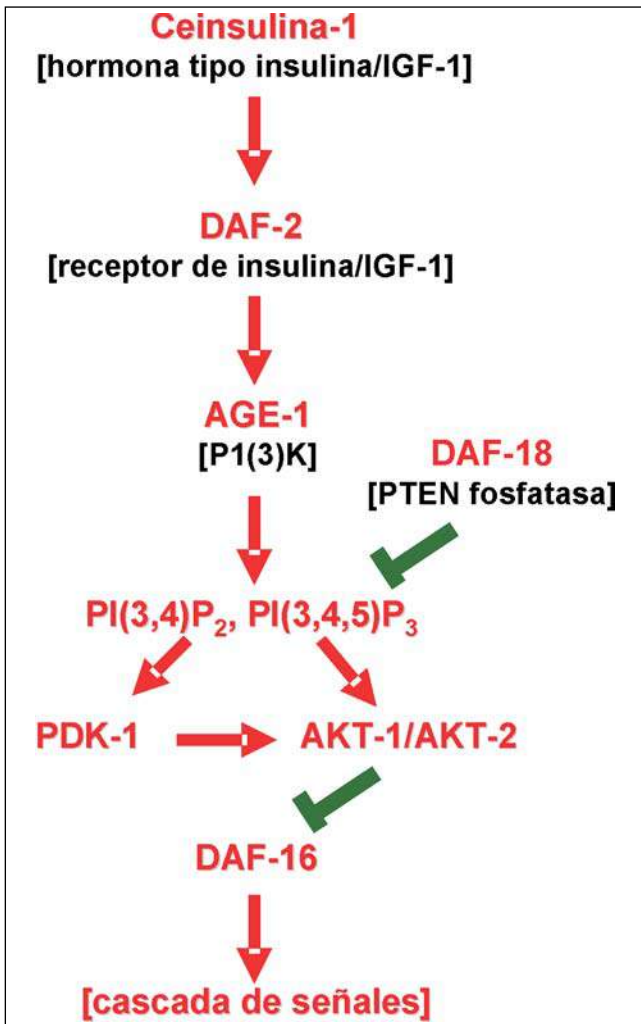 Ceinsulina-1
[hormona tipo insulina/IGF-1]
DAF-2
[receptor de insulina/IGF-1]
AGE-1
[P1(3)K]
DAF-18
[PTEN fosfatasa]
PI(3,4)P₂, PI(3,4,5)P₃
PDK-1
AKT-1/AKT-2
DAF-16
[cascada de señales]